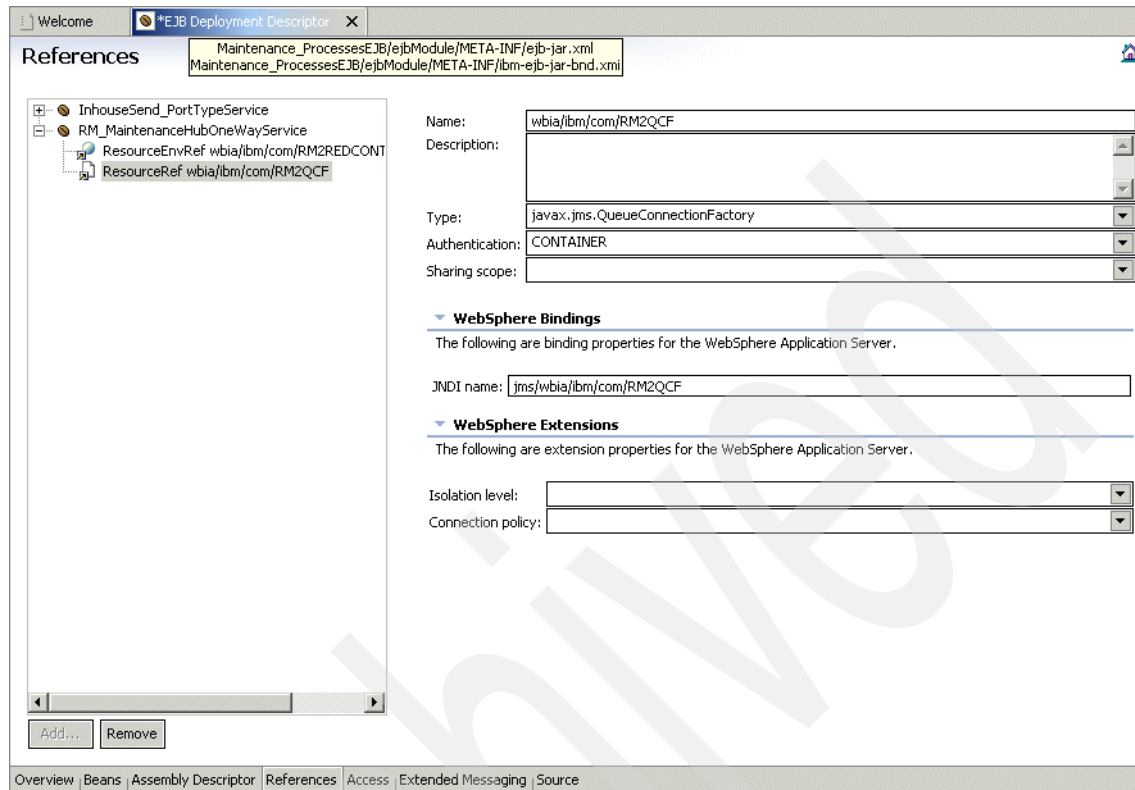 Welcome
*EJB Deployment Descriptor X
References
Maintenance_ProcessesEJB/ejbModule/META-INF/ejb-jar.xml
Maintenance_ProcessesEJB/ejbModule/META-INF/ibm-ejb-jar-bnd.xmi
InhouseSend_PortTypeService
RM_MaintenanceHubOneWayService
ResourceEnvRef wbia/ibm/com/RM2REDCONT
ResourceRef wbia/ibm/com/RM2QCF
Name: wbia/ibm/com/RM2QCF
Description:
Type: javax.jms.QueueConnectionFactory
Authentication: CONTAINER
Sharing scope:
WebSphere Bindings
The following are binding properties for the WebSphere Application Server.
JNDI name: jms/wbia/ibm/com/RM2QCF
WebSphere Extensions
The following are extension properties for the WebSphere Application Server.
Isolation level:
Connection policy:
Add... Remove
Overview Beans Assembly Descriptor References Access Extended Messaging Source
hived